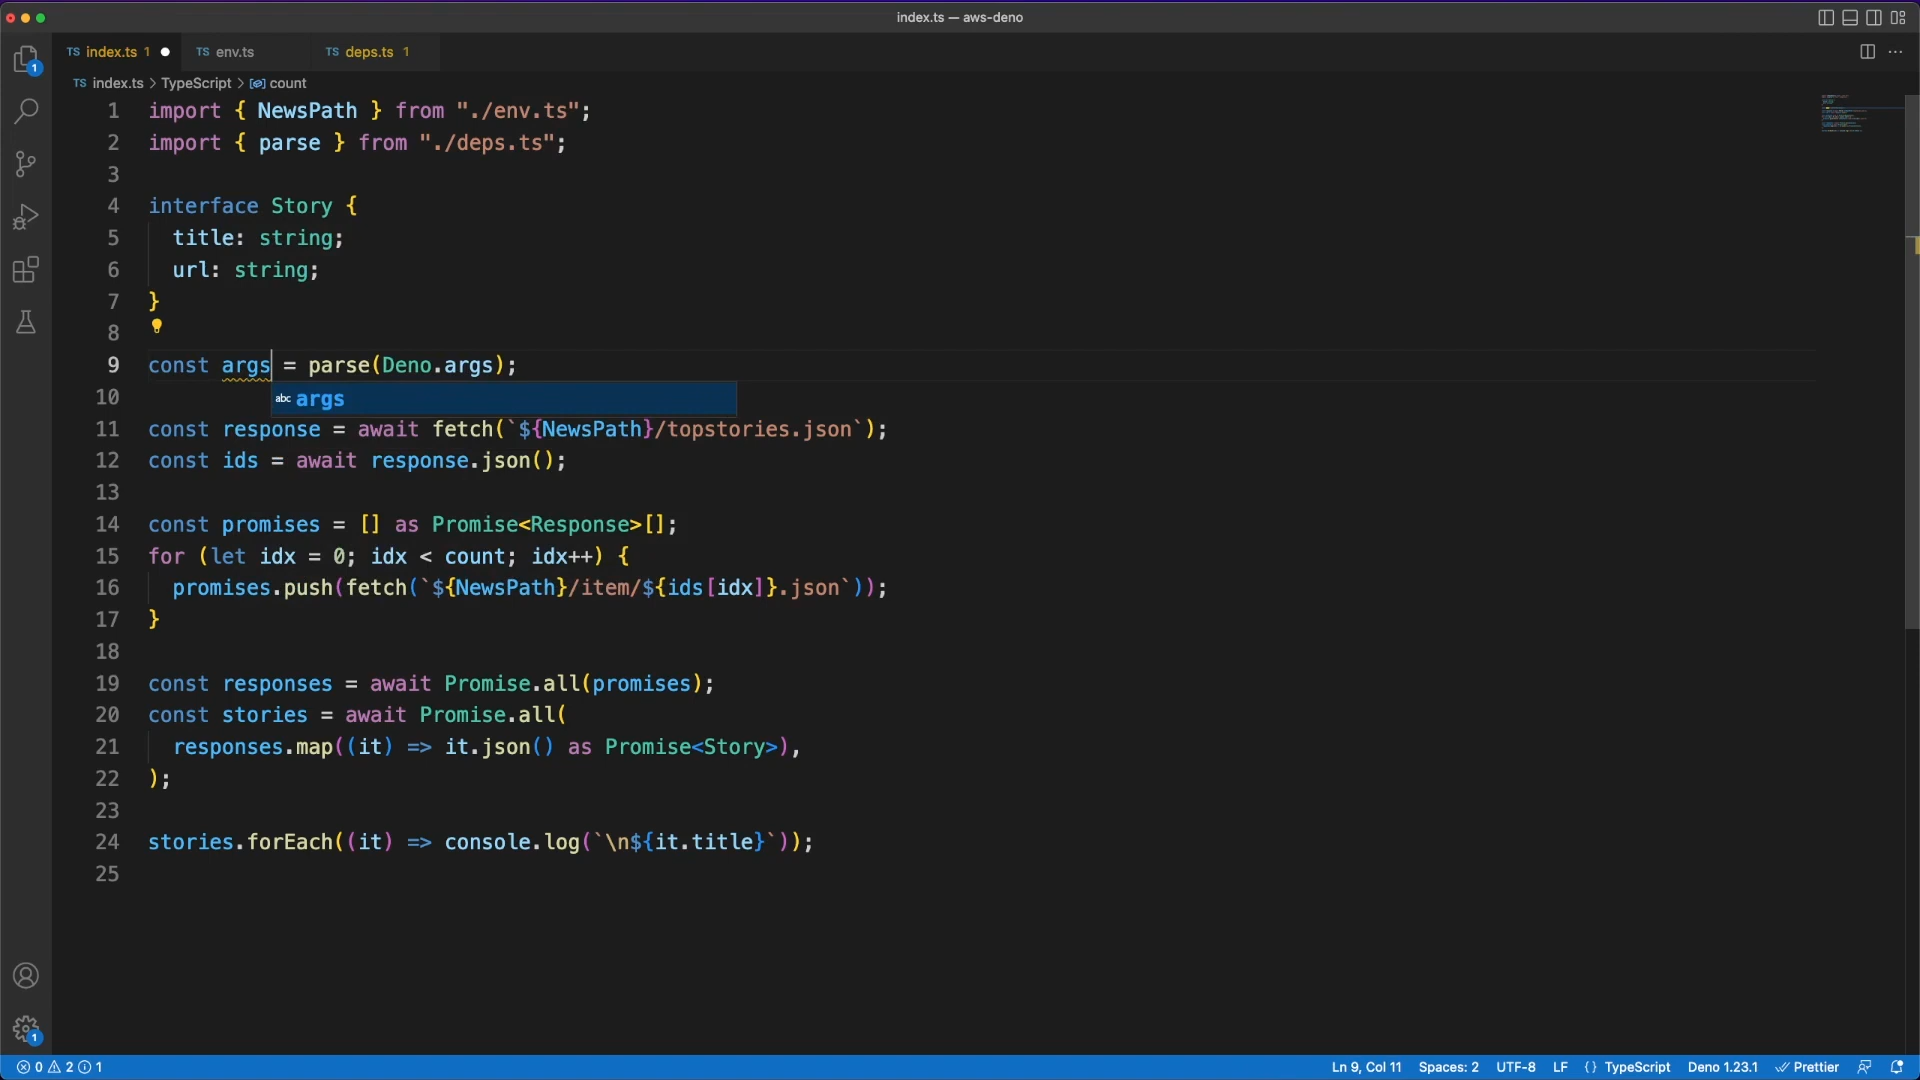 index.ts — aws-deno
TS index.ts 1 TS env.ts TS deps.ts 1
TS index.ts > TypeScript > count
1 import { NewsPath } from "./env.ts";
2 import { parse } from "./deps.ts";
3
4 interface Story {
5 title: string;
6 url: string;
7 }
8
9 const args = parse(Deno.args);
10 abc args
11 const response = await fetch(`${NewsPath}/topstories.json`);
12 const ids = await response.json();
13
14 const promises = [] as Promise<Response>[];
15 for (let idx = 0; idx < count; idx++) {
16 promises.push(fetch(`${NewsPath}/item/${ids[idx]}.json`));
17 }
18
19 const responses = await Promise.all(promises);
20 const stories = await Promise.all(
21 responses.map((it) => it.json() as Promise<Story>),
22 );
23
24 stories.forEach((it) => console.log(`\n${it.title}`));
25
1
1
0 2 1 Ln 9, Col 11 Spaces: 2 UTF-8 LF {} TypeScript Deno 1.23.1 Prettier